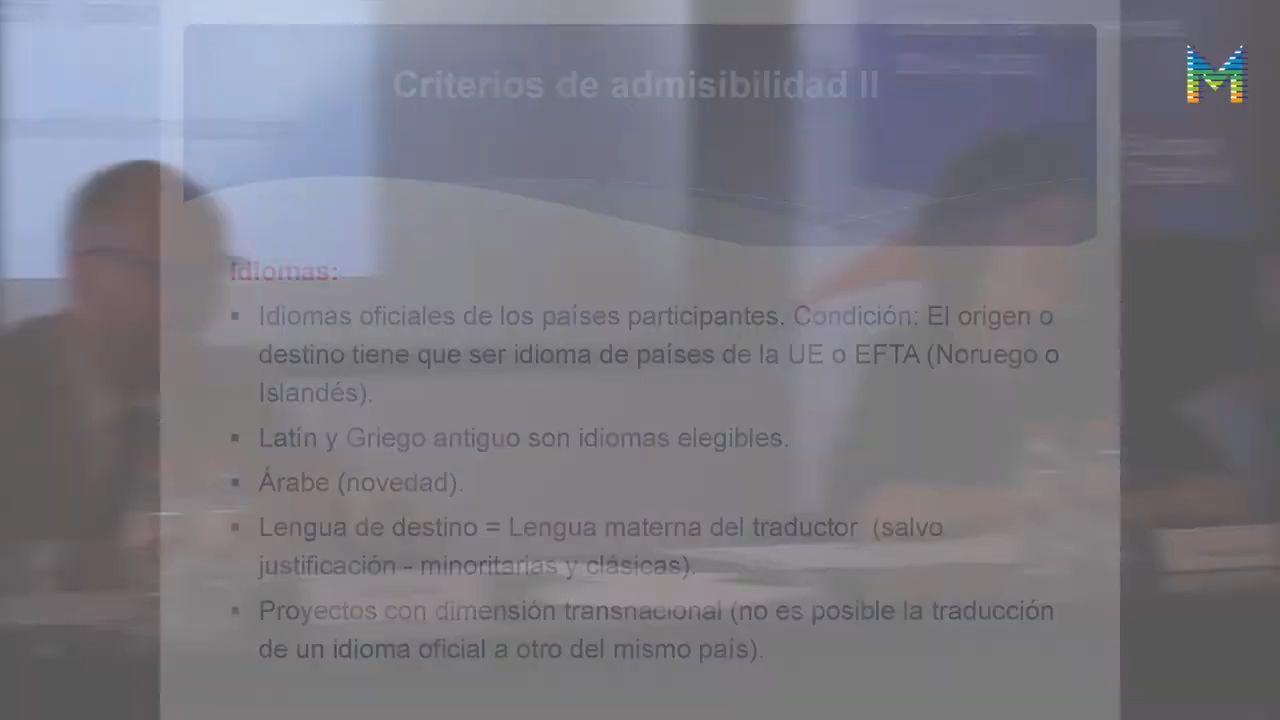 Criterios de admisibilidad II
Idiomas:
▪ Idiomas oficiales de los países participantes. Condición: El origen o
destino tiene que ser idioma de países de la UE o EFTA (Noruego o
Islandés).
▪ Latín y Griego antiguo son idiomas elegibles.
▪ Árabe (novedad).
▪ Lengua de destino = Lengua materna del traductor (salvo
justificación - minoritarias y clásicas).
▪ Proyectos con dimensión transnacional (no es posible la traducción
de un idioma oficial a otro del mismo país).
M